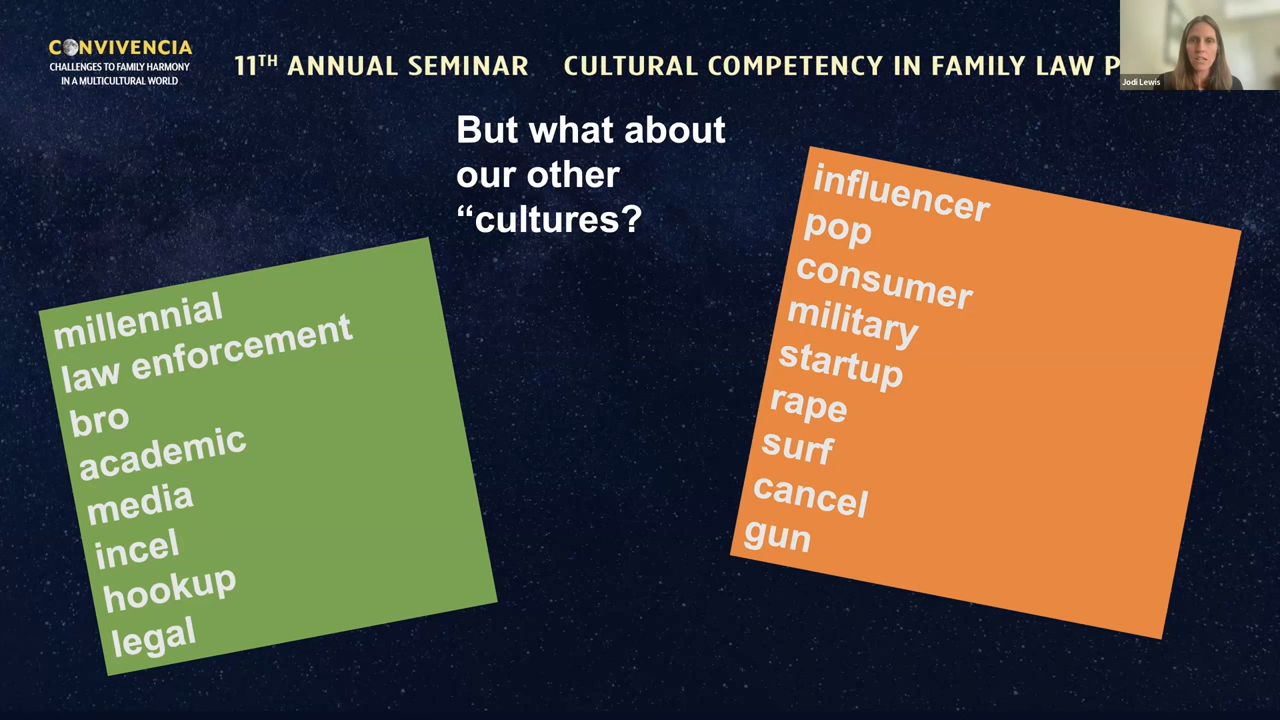 CONVIVENCIA
CHALLENGES TO FAMILY HARMONY
IN A MULTICULTURAL WORLD
11TH ANNUAL SEMINAR CULTURAL COMPETENCY IN FAMILY LAW P
Jodi Lewis
But what about
our other
“cultures?
millennial
law enforcement
bro
academic
media
incel
hookup
legal
influencer
pop
consumer
military
startup
rape
surf
cancel
gun